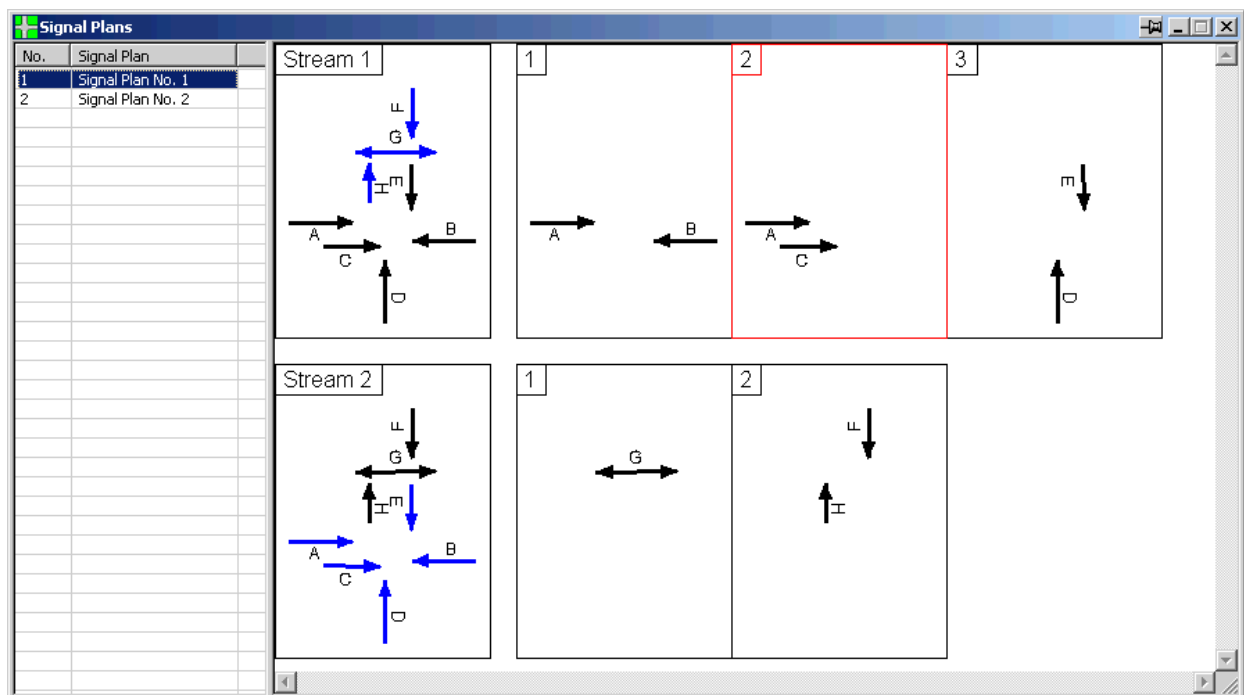 Signal Plans
No. Signal Plan
1 Signal Plan No. 1
2 Signal Plan No. 2
Stream 1
F
G
H E
A B
C
D
1
A B
2
A
C
3
E
D
Stream 2
F
G
H E
A B
C
D
1
G
2
F
H